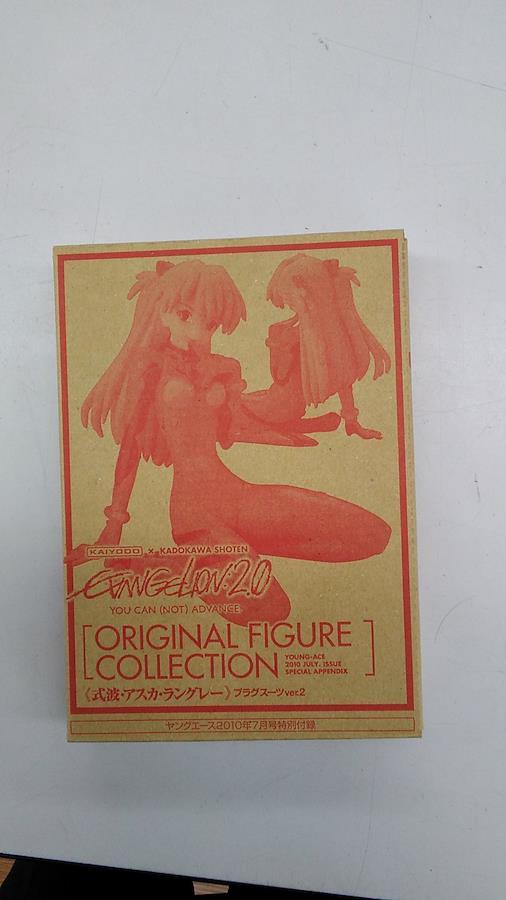 KAIYODO × KADOKAWA SHOTEN
EVANGELION:2.0
YOU CAN (NOT) ADVANCE.
[ORIGINAL FIGURE
COLLECTION]
YOUNG-ACE
2010 JULY. ISSUE
SPECIAL APPENDIX
《式波・アスカ・ラングレー》プラグスーツver.2
ヤングエース2010年7月号特別付録